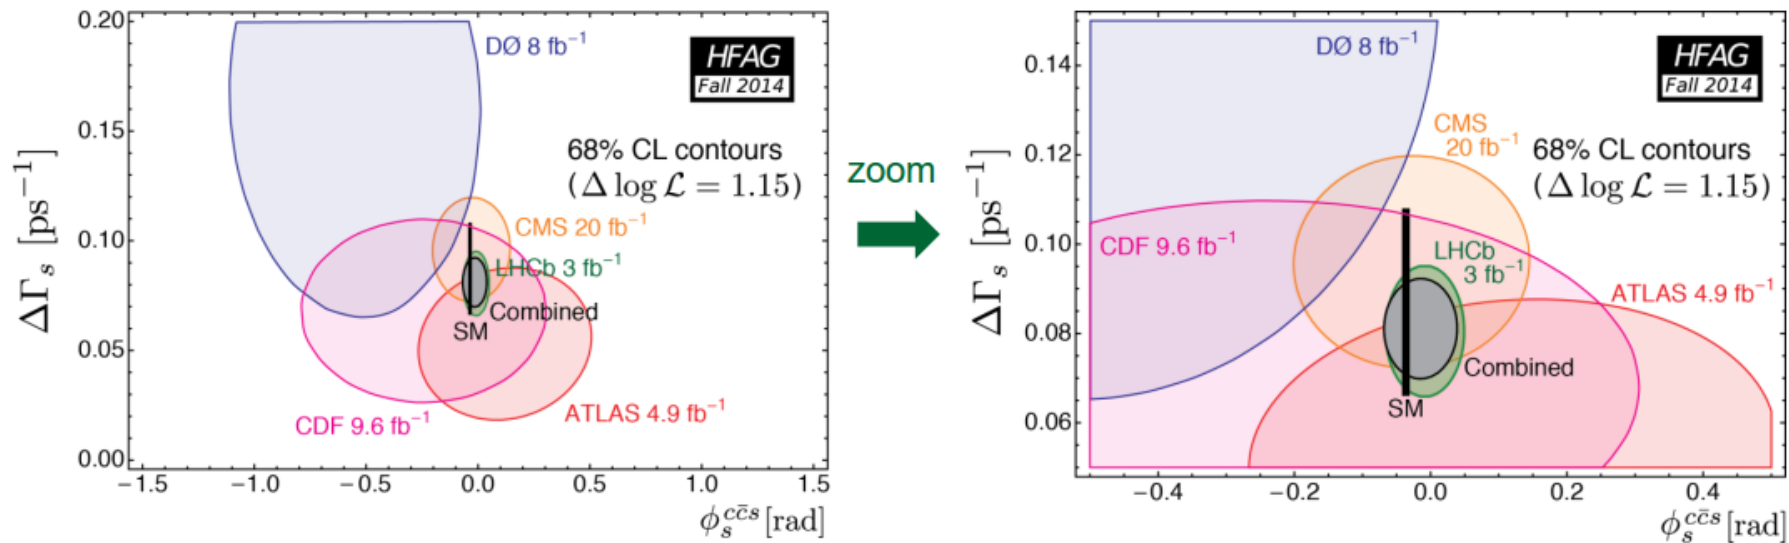 0.20
0.15
0.10
0.05
0.00
−1.5 −1.0 −0.5 0.0 0.5 1.0 1.5
ΔΓ_s [ps⁻¹]
ϕ_s^{cc̄s} [rad]
DØ 8 fb⁻¹
HFAG
Fall 2014
68% CL contours
(Δ log ℒ = 1.15)
CMS 20 fb⁻¹
LHCb 3 fb⁻¹
Combined
SM
CDF 9.6 fb⁻¹
ATLAS 4.9 fb⁻¹
zoom
0.14
0.12
0.10
0.08
0.06
−0.4 −0.2 0.0 0.2 0.4
ΔΓ_s [ps⁻¹]
ϕ_s^{cc̄s} [rad]
DØ 8 fb⁻¹
HFAG
Fall 2014
CMS
20 fb⁻¹
68% CL contours
(Δ log ℒ = 1.15)
CDF 9.6 fb⁻¹
LHCb
3 fb⁻¹
ATLAS 4.9 fb⁻¹
Combined
SM